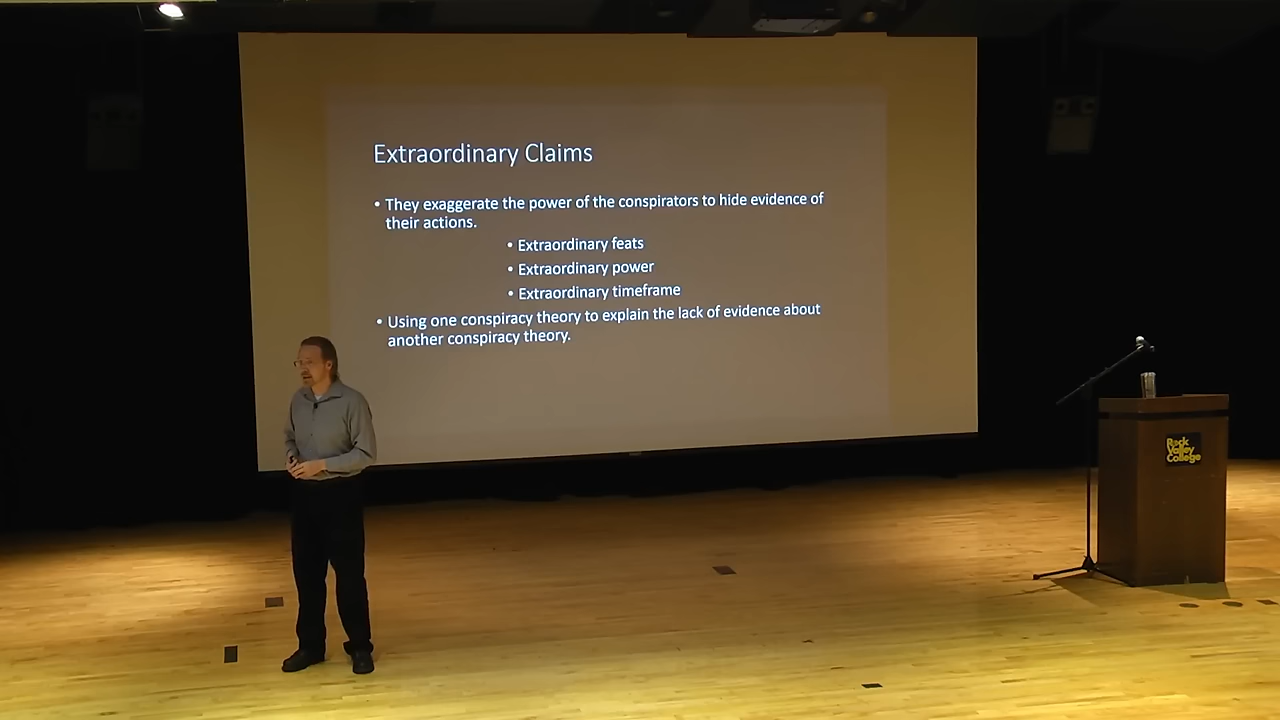 Extraordinary Claims
• They exaggerate the power of the conspirators to hide evidence of
their actions.
• Extraordinary feats
• Extraordinary power
• Extraordinary timeframe
• Using one conspiracy theory to explain the lack of evidence about
another conspiracy theory.
Rock
Valley
College